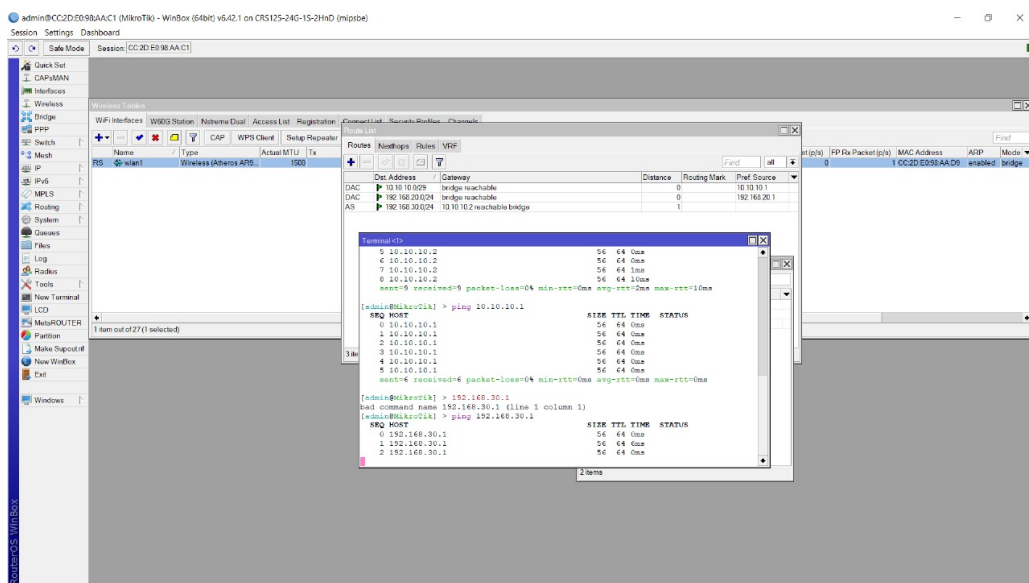 admin@CC:2D:E0:98:AA:C1 (MikroTik) - WinBox (64bit) v6.42.1 on CRS125-24G-1S-2HnD (mipsbe)
Session Settings Dashboard
Safe Mode Session: CC:2D:E0:98:AA:C1
Quick Set
CAPsMAN
Interfaces
Wireless
Bridge
PPP
Switch
Mesh
IP
IPv6
MPLS
Routing
System
Queues
Files
Log
Radius
Tools
New Terminal
LCD
MetaROUTER
Partition
Make Supout.rif
New WinBox
Exit
Windows
RouterOS WinBox
Wireless Tables
WiFi Interfaces W60G Station Nstreme Dual Access List Registration Connect List Security Profiles Channels
CAP WPS Client Setup Repeater
Find
Name Type Actual MTU Tx
FP Rx Packet (p/s) MAC Address ARP Mode
RS wlan1 Wireless (Atheros AR9... 1500
0 1 CC:2D:E0:98:AA:D9 enabled bridge
1 item out of 27 (1 selected)
Route List
Routes Nexthops Rules VRF
Find all
Dst. Address Gateway Distance Routing Mark Pref. Source
DAC 10.10.10.0/29 bridge reachable 0 10.10.10.1
DAC 192.168.20.0/24 bridge reachable 0 192.168.20.1
AS 192.168.30.0/24 10.10.10.2 reachable bridge 1
3 ite
Terminal <1>
5 10.10.10.2 56 64 0ms
6 10.10.10.2 56 64 0ms
7 10.10.10.2 56 64 1ms
8 10.10.10.2 56 64 10ms
sent=9 received=9 packet-loss=0% min-rtt=0ms avg-rtt=2ms max-rtt=10ms
[admin@MikroTik] > ping 10.10.10.1
SEQ HOST SIZE TTL TIME STATUS
0 10.10.10.1 56 64 0ms
1 10.10.10.1 56 64 0ms
2 10.10.10.1 56 64 0ms
3 10.10.10.1 56 64 0ms
4 10.10.10.1 56 64 0ms
5 10.10.10.1 56 64 0ms
sent=6 received=6 packet-loss=0% min-rtt=0ms avg-rtt=0ms max-rtt=0ms
[admin@MikroTik] > 192.168.30.1
bad command name 192.168.30.1 (line 1 column 1)
[admin@MikroTik] > ping 192.168.30.1
SEQ HOST SIZE TTL TIME STATUS
0 192.168.30.1 56 64 0ms
1 192.168.30.1 56 64 6ms
2 192.168.30.1 56 64 0ms
2 items